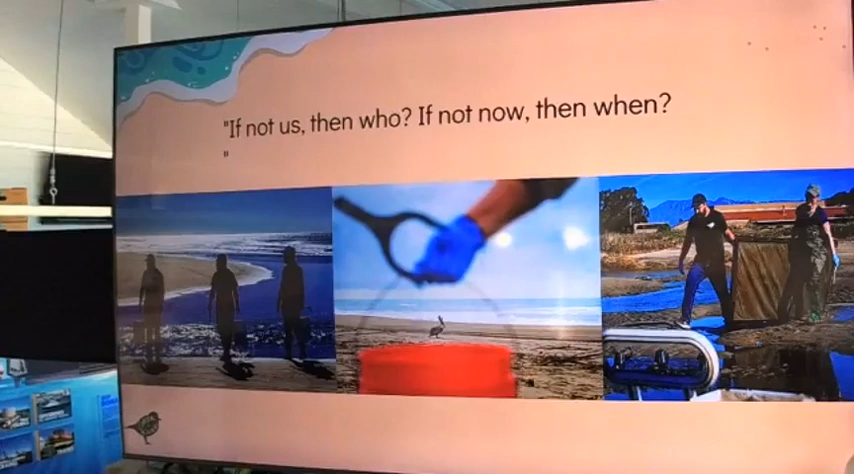 "If not us, then who? If not now, then when?
"